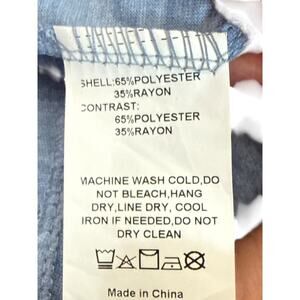 SHELL:65%POLYESTER
35%RAYON
CONTRAST:
65%POLYESTER
35%RAYON
MACHINE WASH COLD,DO
NOT BLEACH,HANG
DRY,LINE DRY, COOL
IRON IF NEEDED,DO NOT
DRY CLEAN
Made in China